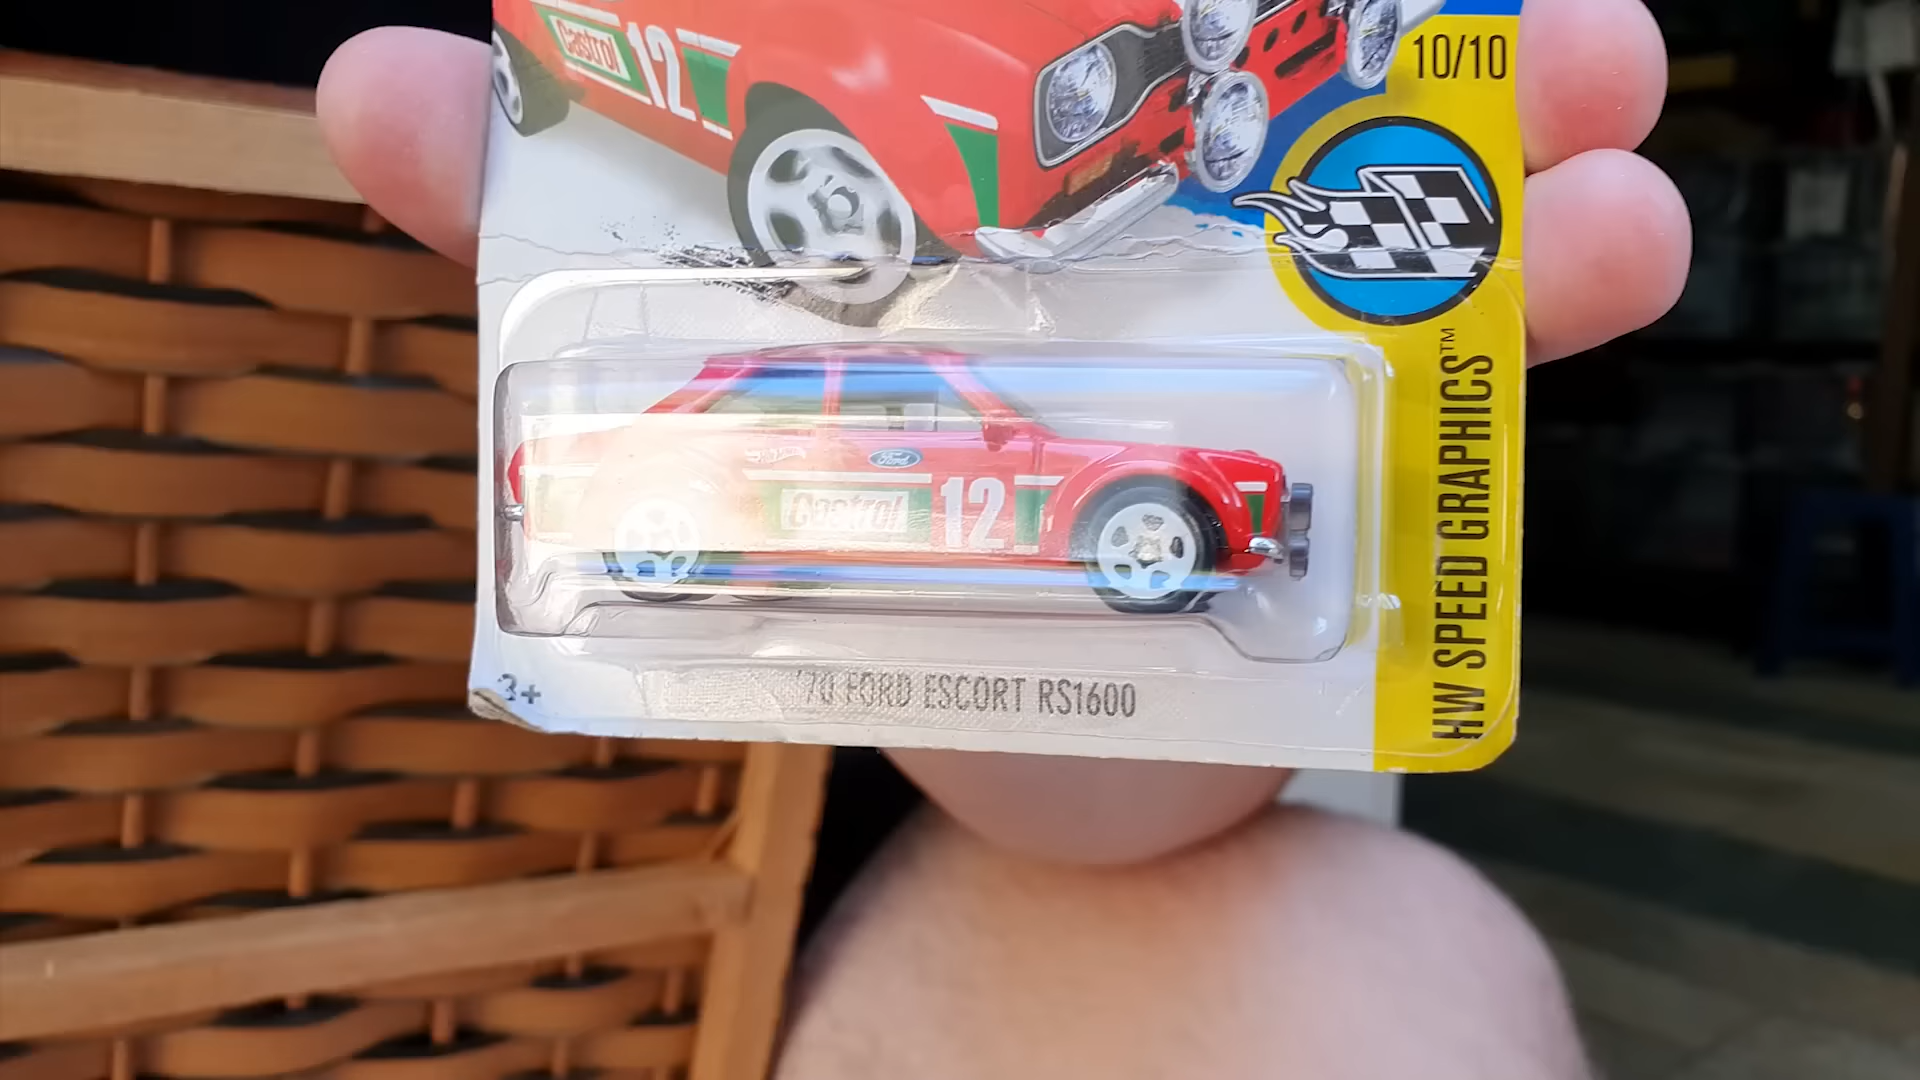 Castrol 12
10/10
HW SPEED GRAPHICS™
Ford
Castrol 12
3+
'70 FORD ESCORT RS1600